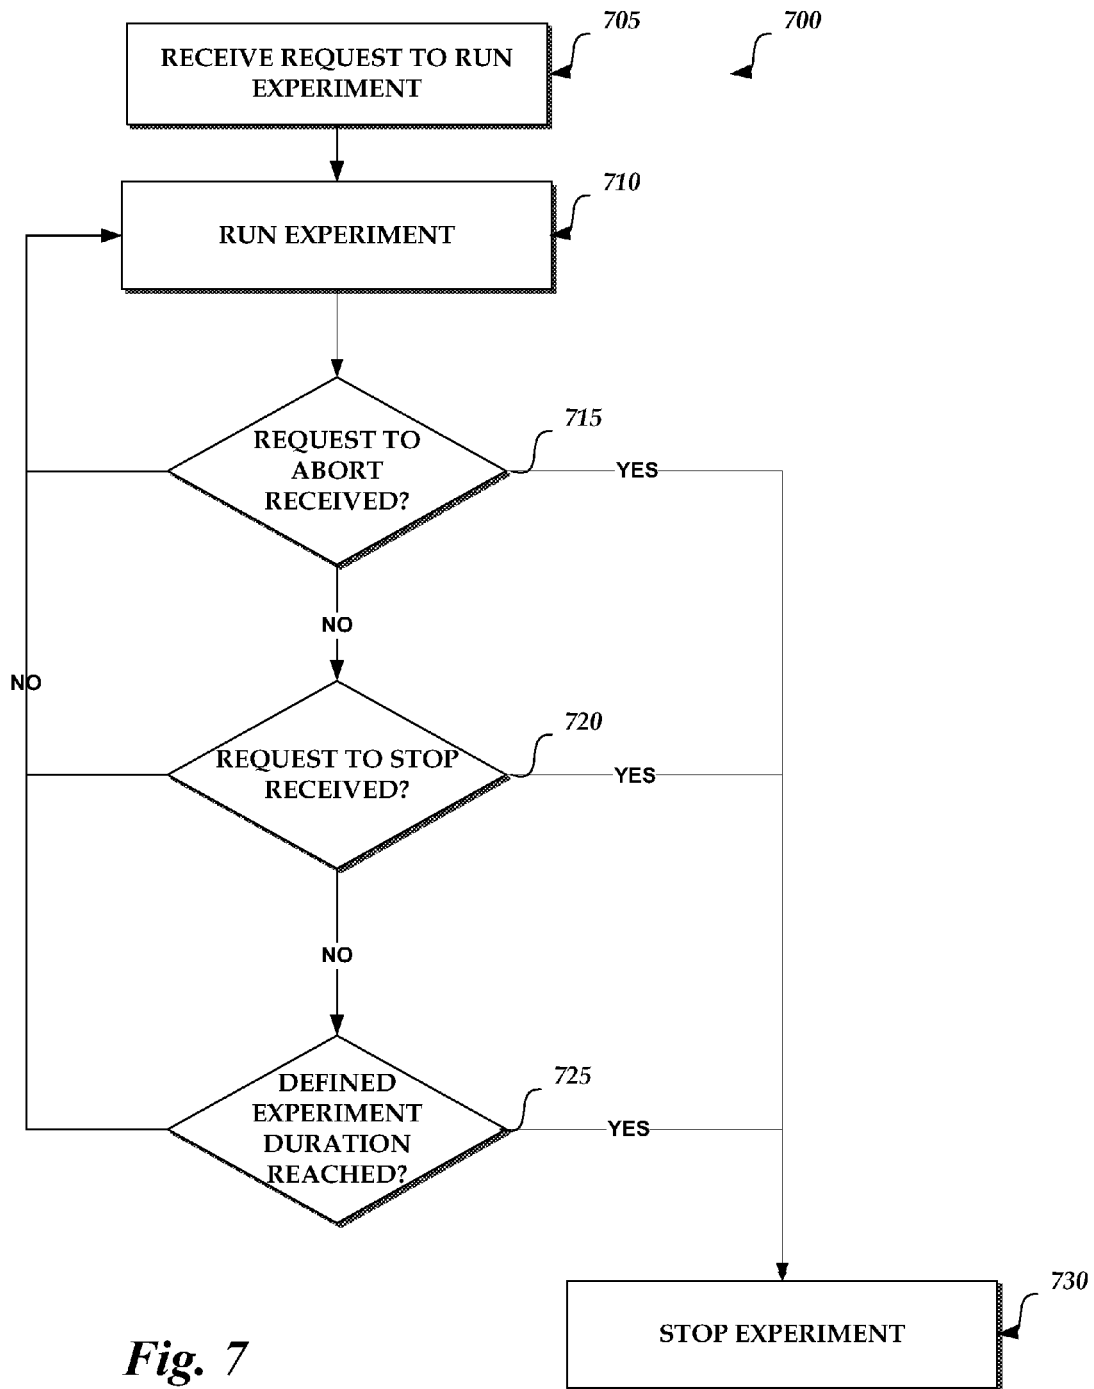 705
700
RECEIVE REQUEST TO RUN
EXPERIMENT
710
RUN EXPERIMENT
715
REQUEST TO
ABORT
RECEIVED?
YES
NO
NO
720
REQUEST TO STOP
RECEIVED?
YES
NO
725
DEFINED
EXPERIMENT
DURATION
REACHED?
YES
730
STOP EXPERIMENT
Fig. 7